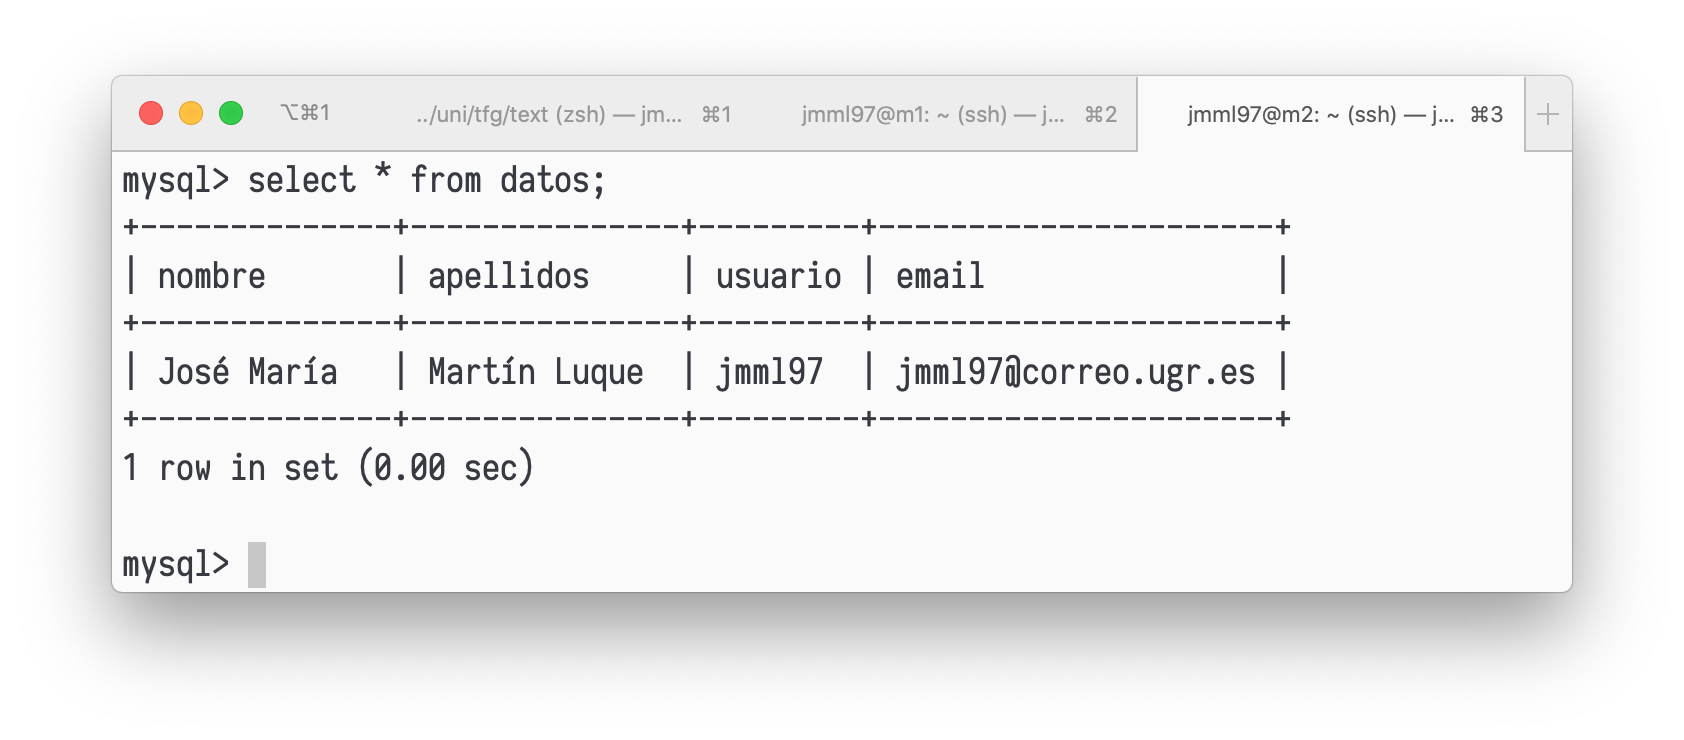 ⌥⌘1 ../uni/tfg/text (zsh) — jm... ⌘1 jmml97@m1: ~ (ssh) — j... ⌘2 jmml97@m2: ~ (ssh) — j... ⌘3 +
mysql> select * from datos;
+--------------+---------------+---------+----------------------+
| nombre       | apellidos     | usuario | email                |
+--------------+---------------+---------+----------------------+
| José María   | Martín Luque  | jmml97  | jmml97@correo.ugr.es |
+--------------+---------------+---------+----------------------+
1 row in set (0.00 sec)
mysql>